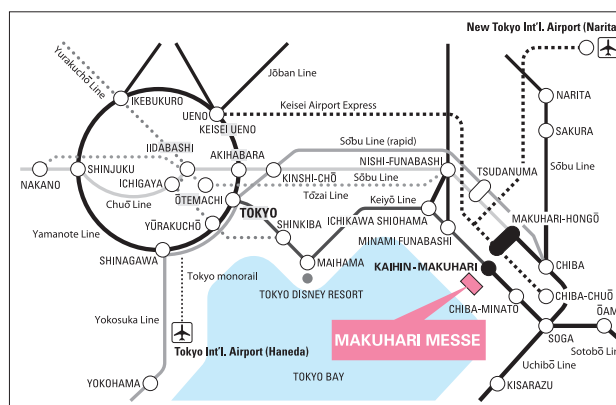 New Tokyo Int'l. Airport (Narita
Yurakuchō Line
Jōban Line
IKEBUKURO
UENO
KEISEI UENO
Keisei Airport Express
NARITA
SAKURA
IIDABASHI
AKIHABARA
Sōbu Line (rapid)
NISHI-FUNABASHI
TSUDANUMA
Sōbu Line
NAKANO
SHINJUKU
ICHIGAYA
KINSHI-CHŌ
Sōbu Line
Chuō Line
ŌTEMACHI
Tōzai Line
Keiyō Line
MAKUHARI-HONGŌ
TOKYO
ICHIKAWA SHIOHAMA
YŪRAKUCHŌ
SHINKIBA
MINAMI FUNABASHI
Yamanote Line
SHINAGAWA
MAIHAMA
KAIHIN-MAKUHARI
CHIBA
Tokyo monorail
TOKYO DISNEY RESORT
CHIBA-CHUŌ
CHIBA-MINATO
ŌAM
Yokosuka Line
MAKUHARI MESSE
SOGA
Tokyo Int'l. Airport (Haneda)
Sotobō Lin
Uchibō Line
YOKOHAMA
TOKYO BAY
KISARAZU